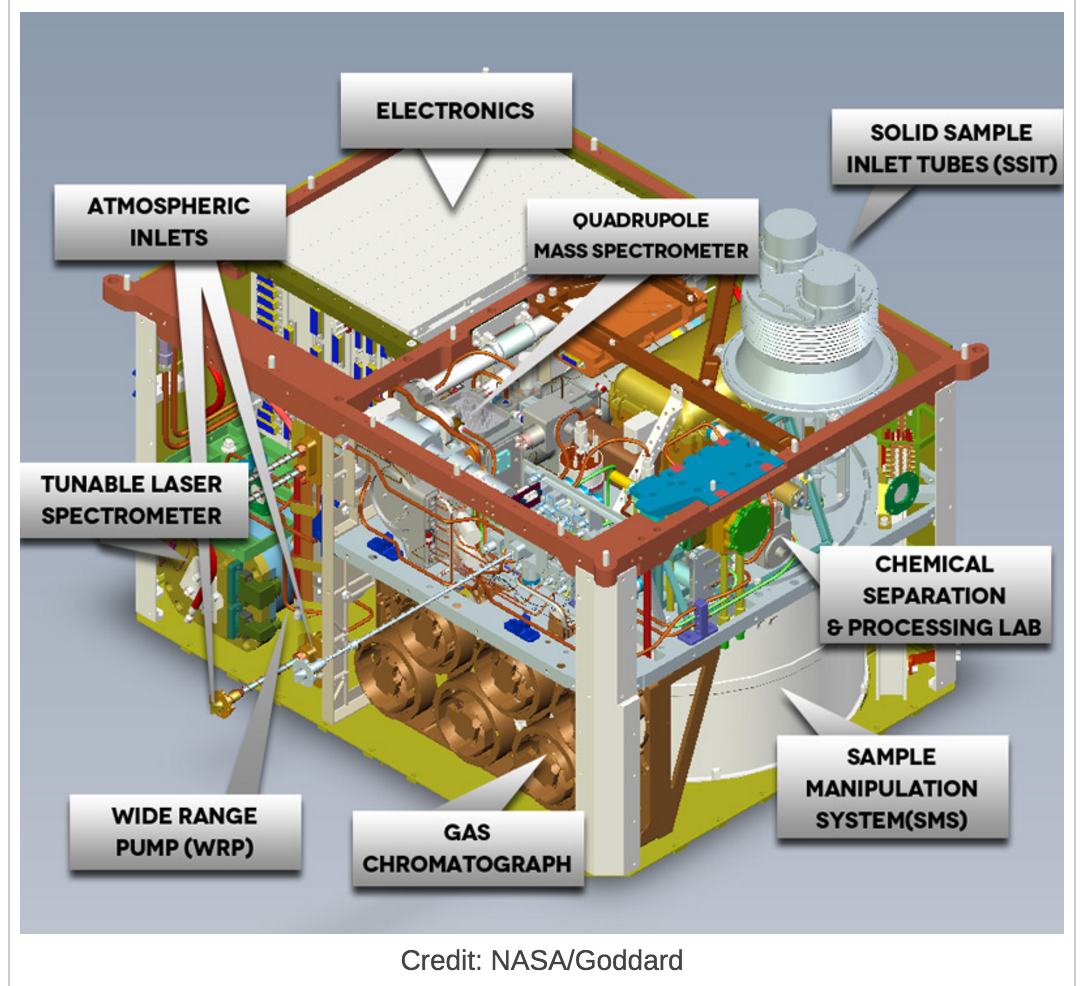 ELECTRONICS
SOLID SAMPLE
INLET TUBES (SSIT)
ATMOSPHERIC
INLETS
QUADRUPOLE
MASS SPECTROMETER
TUNABLE LASER
SPECTROMETER
CHEMICAL
SEPARATION
& PROCESSING LAB
SAMPLE
MANIPULATION
SYSTEM(SMS)
WIDE RANGE
PUMP (WRP)
GAS
CHROMATOGRAPH
Credit: NASA/Goddard